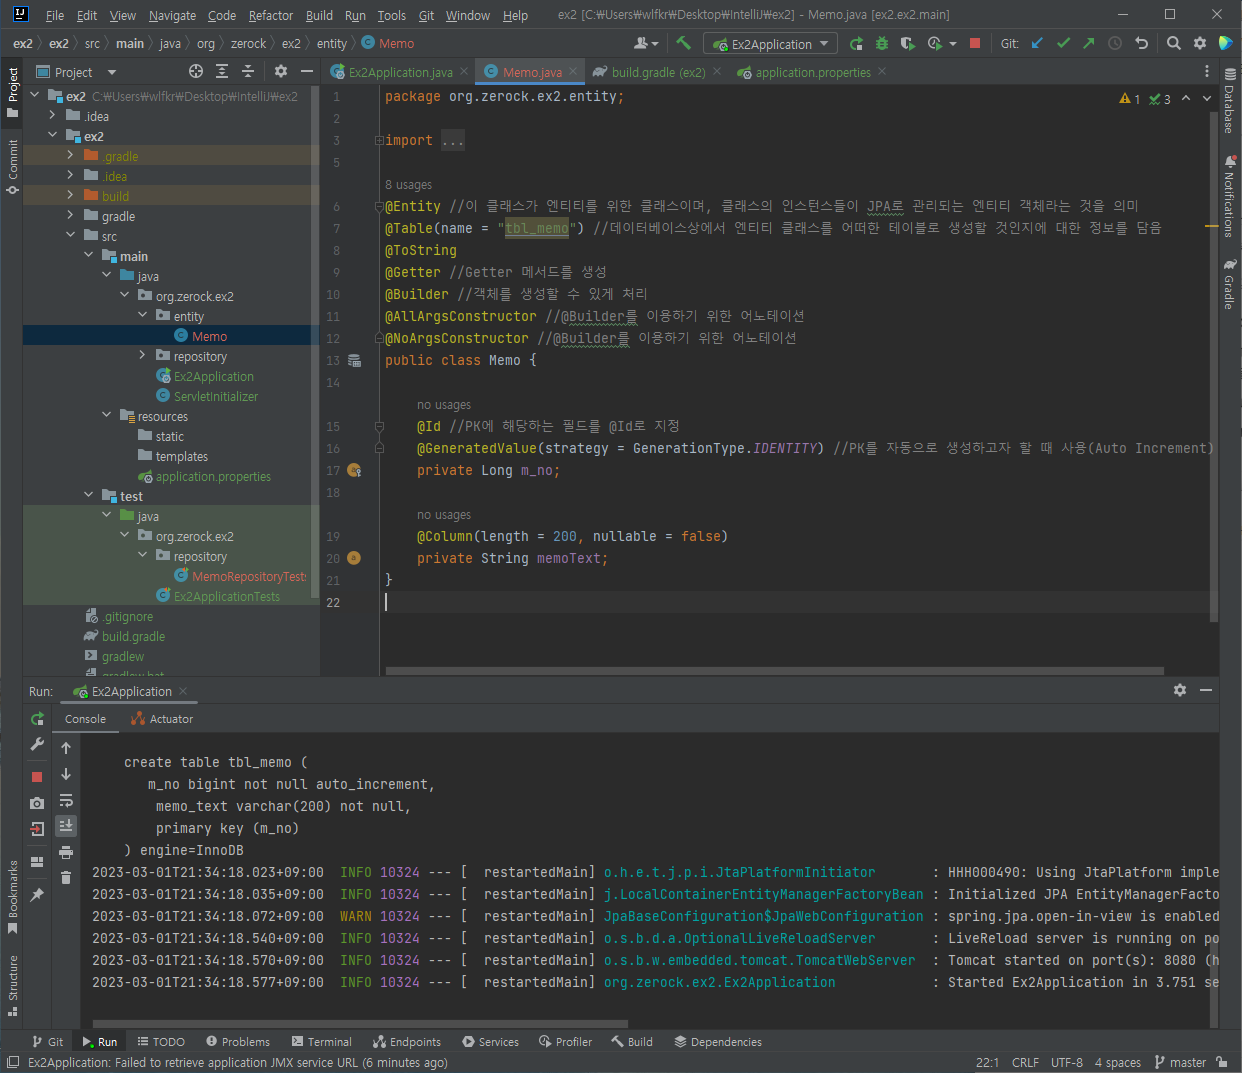 File Edit View Navigate Code Refactor Build Run Tools Git Window Help ex2 [C:₩Users₩wlfkr₩Desktop₩IntelliJ₩ex2] - Memo.java [ex2.ex2.main]
ex2 ex2 src main java org zerock ex2 entity Memo Ex2Application Git:
Project
Ex2Application.java Memo.java build.gradle (ex2) application.properties
Project
Commit
Bookmarks
Structure
Database
Notifications
Gradle
ex2 C:₩Users₩wlfkr₩Desktop₩IntelliJ₩ex2
.idea
ex2
.gradle
.idea
build
gradle
src
main
java
org.zerock.ex2
entity
Memo
repository
Ex2Application
ServletInitializer
resources
static
templates
application.properties
test
java
org.zerock.ex2
repository
MemoRepositoryTests
Ex2ApplicationTests
.gitignore
build.gradle
gradlew
gradlew.bat
1 3
1 package org.zerock.ex2.entity;
2
3 import ...
5
8 usages
6 @Entity //이 클래스가 엔티티를 위한 클래스이며, 클래스의 인스턴스들이 JPA로 관리되는 엔티티 객체라는 것을 의미
7 @Table(name = "tbl_memo") //데이터베이스상에서 엔티티 클래스를 어떠한 테이블로 생성할 것인지에 대한 정보를 담음
8 @ToString
9 @Getter //Getter 메서드를 생성
10 @Builder //객체를 생성할 수 있게 처리
11 @AllArgsConstructor //@Builder를 이용하기 위한 어노테이션
12 @NoArgsConstructor //@Builder를 이용하기 위한 어노테이션
13 public class Memo {
14
no usages
15 @Id //PK에 해당하는 필드를 @Id로 지정
16 @GeneratedValue(strategy = GenerationType.IDENTITY) //PK를 자동으로 생성하고자 할 때 사용(Auto Increment)
17 private Long m_no;
18
no usages
19 @Column(length = 200, nullable = false)
20 private String memoText;
21 }
22
Run: Ex2Application
Console Actuator
create table tbl_memo (
m_no bigint not null auto_increment,
memo_text varchar(200) not null,
primary key (m_no)
) engine=InnoDB
2023-03-01T21:34:18.023+09:00 INFO 10324 --- [ restartedMain] o.h.e.t.j.p.i.JtaPlatformInitiator : HHH000490: Using JtaPlatform imple
2023-03-01T21:34:18.035+09:00 INFO 10324 --- [ restartedMain] j.LocalContainerEntityManagerFactoryBean : Initialized JPA EntityManagerFacto
2023-03-01T21:34:18.072+09:00 WARN 10324 --- [ restartedMain] JpaBaseConfiguration$JpaWebConfiguration : spring.jpa.open-in-view is enabled
2023-03-01T21:34:18.540+09:00 INFO 10324 --- [ restartedMain] o.s.b.d.a.OptionalLiveReloadServer : LiveReload server is running on po
2023-03-01T21:34:18.570+09:00 INFO 10324 --- [ restartedMain] o.s.b.w.embedded.tomcat.TomcatWebServer : Tomcat started on port(s): 8080 (h
2023-03-01T21:34:18.577+09:00 INFO 10324 --- [ restartedMain] org.zerock.ex2.Ex2Application : Started Ex2Application in 3.751 se
Git Run TODO Problems Terminal Endpoints Services Profiler Build Dependencies
Ex2Application: Failed to retrieve application JMX service URL (6 minutes ago) 22:1 CRLF UTF-8 4 spaces master